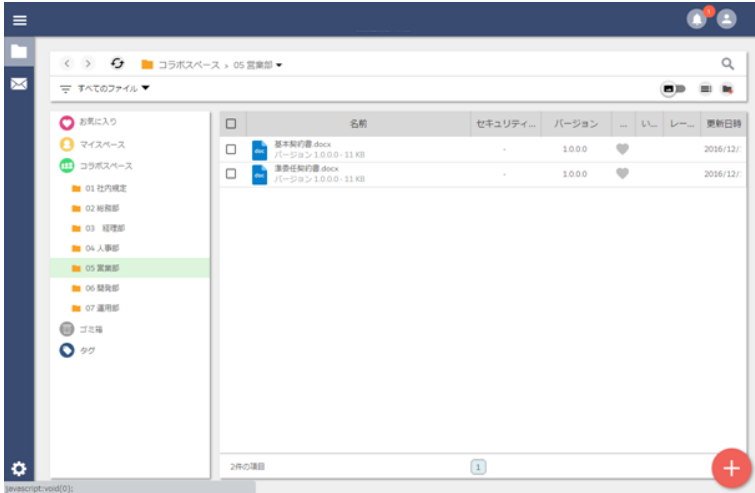 1
コラボスペース » 05 営業部
すべてのファイル
お気に入り
マイスペース
コラボスペース
01 社内規定
02 総務部
03 経理部
04 人事部
05 営業部
06 開発部
07 運用部
ゴミ箱
タグ
名前 セキュリティ... バージョン ... い... レー... 更新日時
基本契約書.docx
doc
バージョン 1.0.0.0 - 11 KB
- 1.0.0.0 2016/12/
準委任契約書.docx
doc
バージョン 1.0.0.0 - 11 KB
- 1.0.0.0 2016/12/
2件の項目 1
javascript:void(0);